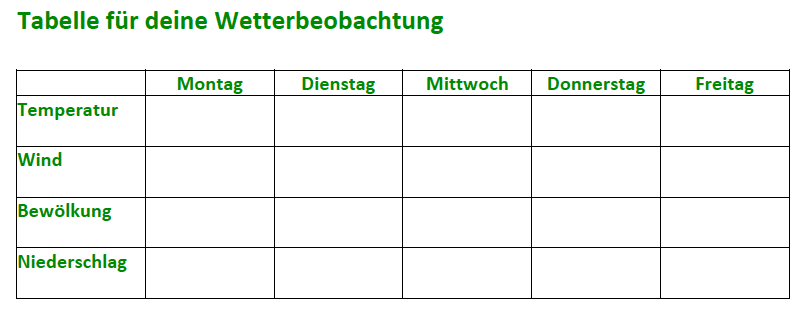 Tabelle für deine Wetterbeobachtung
Montag Dienstag Mittwoch Donnerstag Freitag
Temperatur
Wind
Bewölkung
Niederschlag